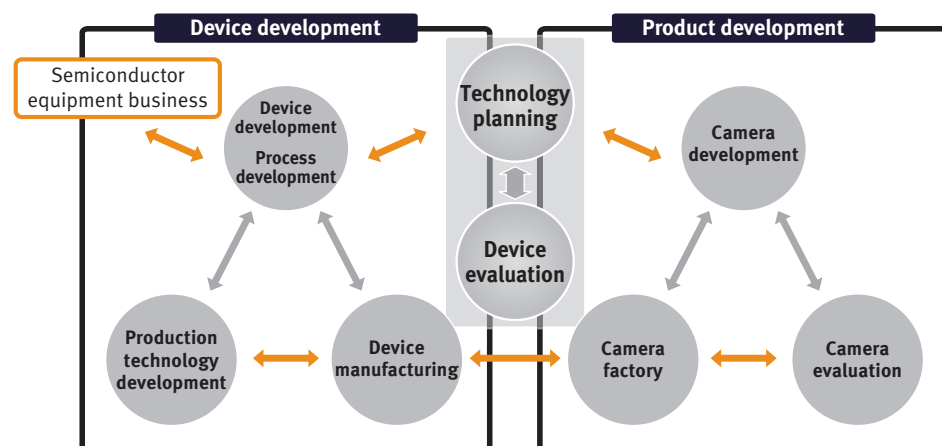 Device development
Product development
Semiconductor
equipment business
Device
development
Process
development
Technology
planning
Camera
development
Device
evaluation
Production
technology
development
Device
manufacturing
Camera
factory
Camera
evaluation